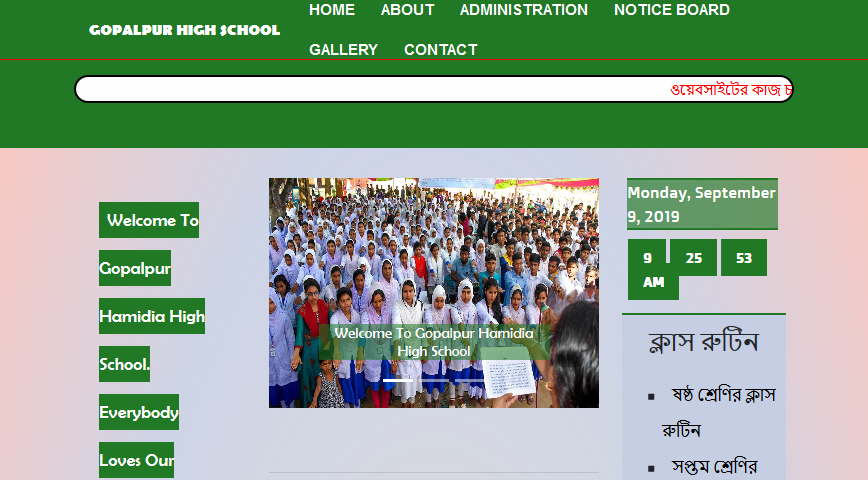 GOPALPUR HIGH SCHOOL
HOME ABOUT ADMINISTRATION NOTICE BOARD
GALLERY CONTACT
ওয়েবসাইটের কাজ চ
Welcome To
Gopalpur
Hamidia High
School.
Everybody
Loves Our
Welcome To Gopalpur Hamidia
High School
Monday, September
9, 2019
9 25 53
AM
ক্লাস রুটিন
ষষ্ঠ শ্রেণির ক্লাস
রুটিন
সপ্তম শ্রেণির